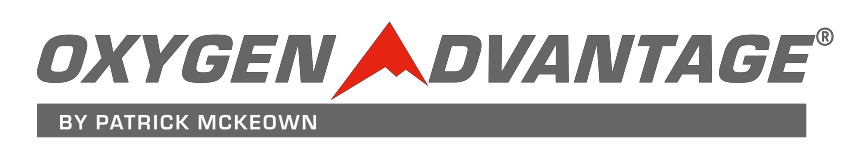 OXYGEN ADVANTAGE®
BY PATRICK MCKEOWN